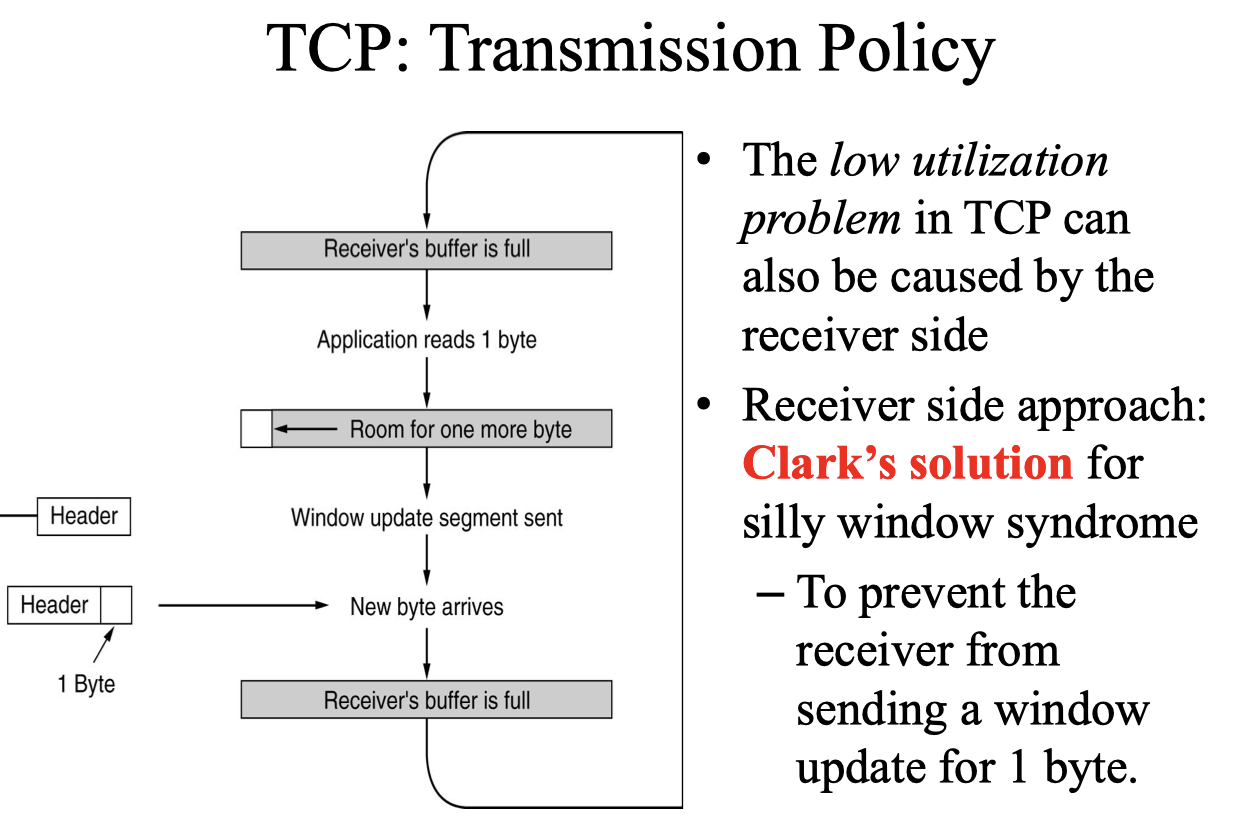 TCP: Transmission Policy
Receiver's buffer is full
Application reads 1 byte
Room for one more byte
Header
Window update segment sent
Header
New byte arrives
1 Byte
Receiver's buffer is full
• The low utilization
problem in TCP can
also be caused by the
receiver side
• Receiver side approach:
Clark’s solution for
silly window syndrome
– To prevent the
receiver from
sending a window
update for 1 byte.